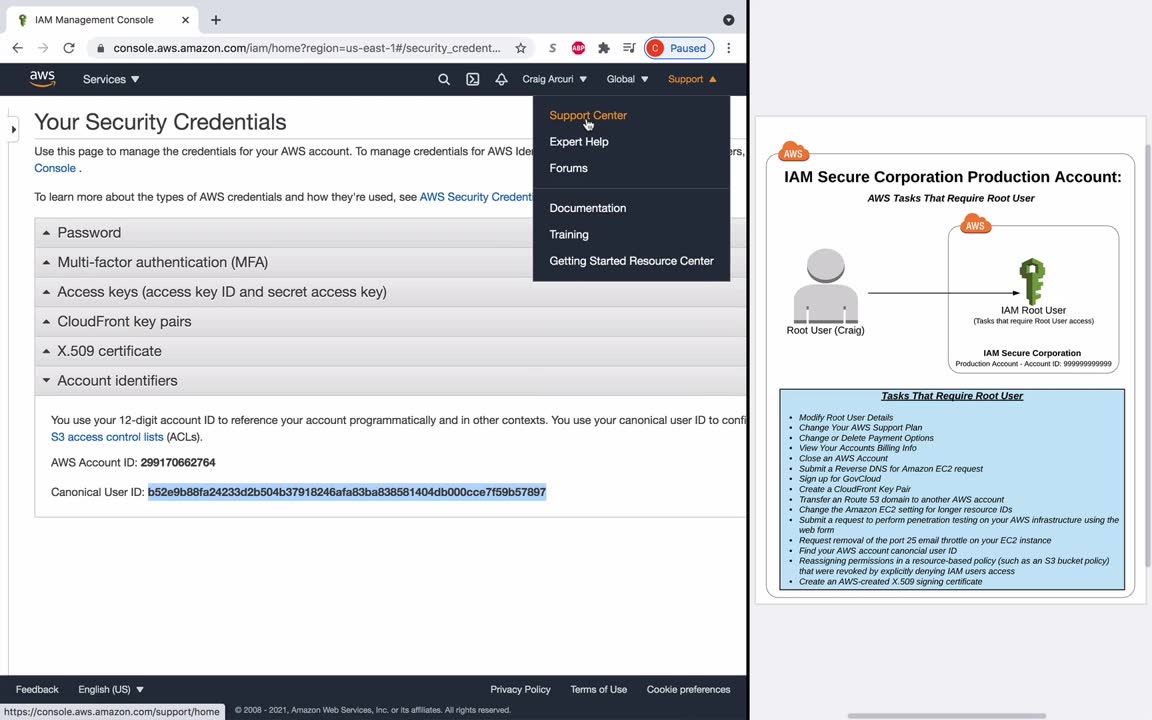 IAM Management Console
console.aws.amazon.com/iam/home?region=us-east-1#/security_credent...
S
ABP
C Paused
aws
Services
Craig Arcuri
Global
Support
Your Security Credentials
Use this page to manage the credentials for your AWS account. To manage credentials for AWS Iden
rs,
Console .
To learn more about the types of AWS credentials and how they're used, see AWS Security Credenti
Support Center
Expert Help
Forums
Documentation
Training
Getting Started Resource Center
Password
Multi-factor authentication (MFA)
Access keys (access key ID and secret access key)
CloudFront key pairs
X.509 certificate
Account identifiers
You use your 12-digit account ID to reference your account programmatically and in other contexts. You use your canonical user ID to confi
S3 access control lists (ACLs).
AWS Account ID: 299170662764
Canonical User ID: b52e9b88fa24233d2b504b37918246afa83ba838581404db000cce7f59b57897
Feedback
English (US)
Privacy Policy
Terms of Use
Cookie preferences
https://console.aws.amazon.com/support/home
© 2008 - 2021, Amazon Web Services, Inc. or its affiliates. All rights reserved.
AWS
IAM Secure Corporation Production Account:
AWS Tasks That Require Root User
AWS
Root User (Craig)
IAM Root User
(Tasks that require Root User access)
IAM Secure Corporation
Production Account - Account ID: 999999999999
Tasks That Require Root User
• Modify Root User Details
• Change Your AWS Support Plan
• Change or Delete Payment Options
• View Your Accounts Billing Info
• Close an AWS Account
• Submit a Reverse DNS for Amazon EC2 request
• Sign up for GovCloud
• Create a CloudFront Key Pair
• Transfer an Route 53 domain to another AWS account
• Change the Amazon EC2 setting for longer resource IDs
• Submit a request to perform penetration testing on your AWS infrastructure using the
web form
• Request removal of the port 25 email throttle on your EC2 instance
• Find your AWS account canoncial user ID
• Reassigning permissions in a resource-based policy (such as an S3 bucket policy)
that were revoked by explicitly denying IAM users access
• Create an AWS-created X.509 signing certificate